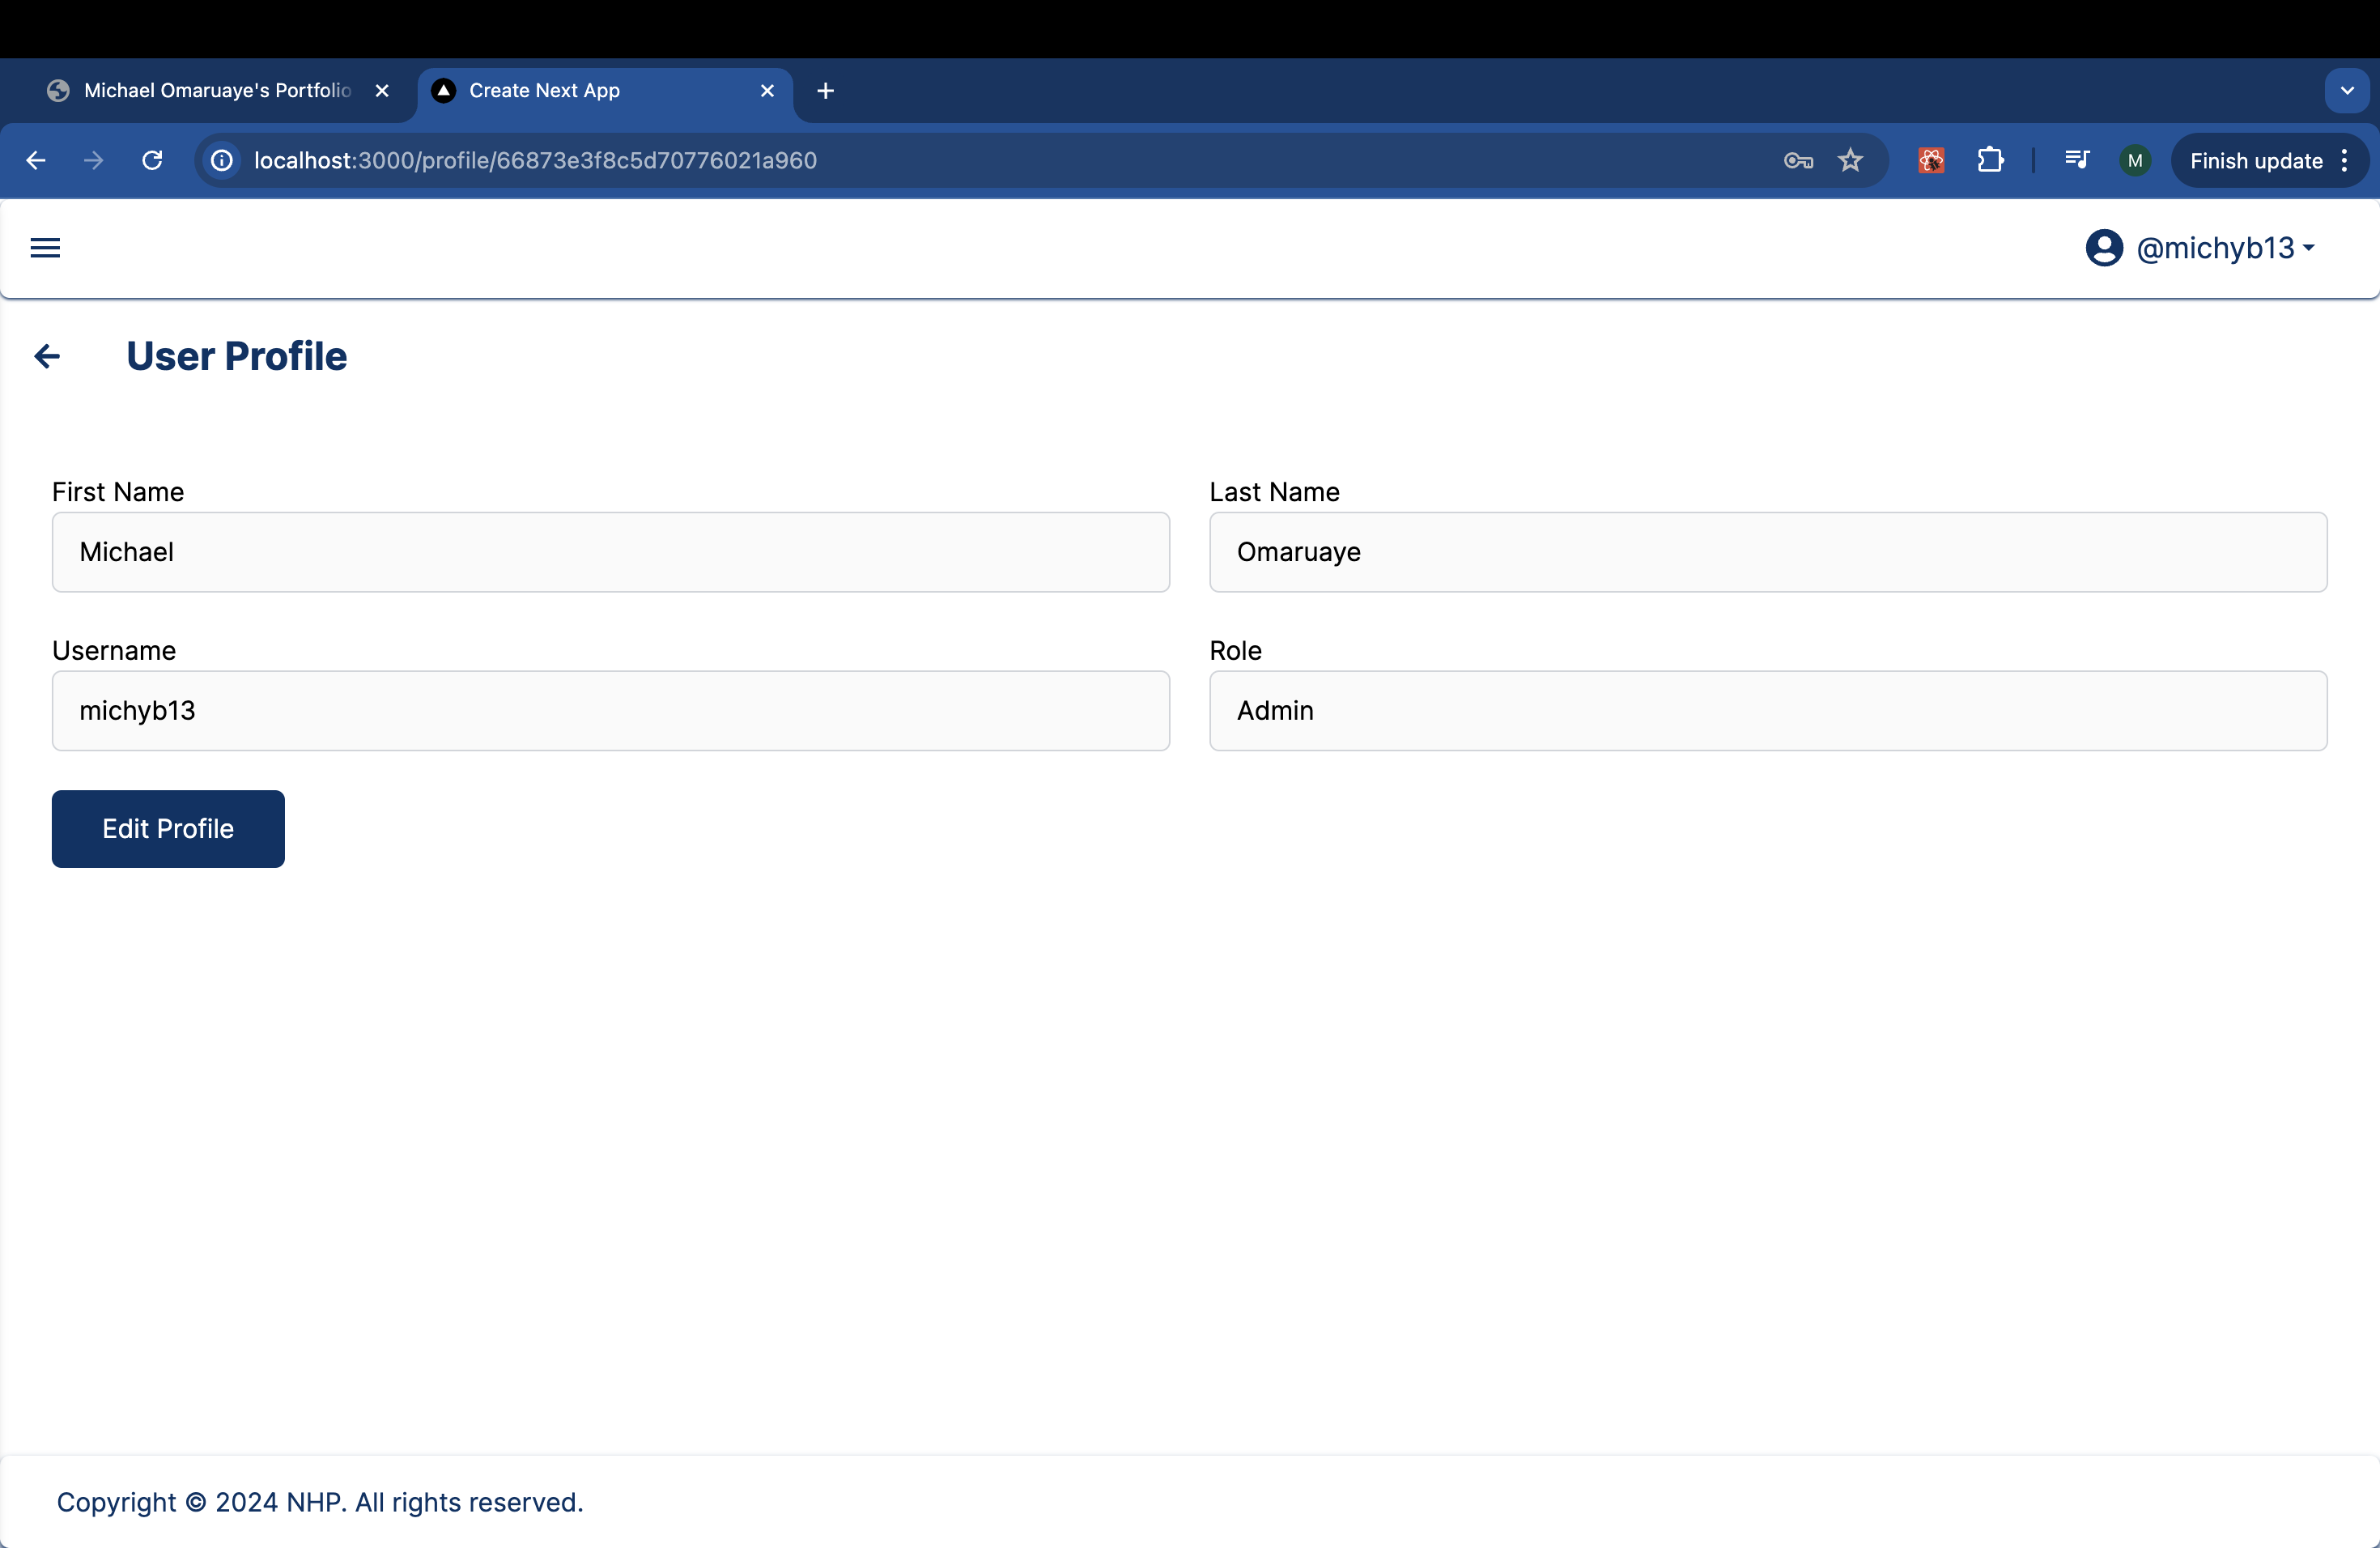 Michael Omaruaye's Portfolio
Create Next App
localhost:3000/profile/66873e3f8c5d70776021a960
M
Finish update
@michyb13
User Profile
First Name
Last Name
Michael
Omaruaye
Username
Role
michyb13
Admin
Edit Profile
Copyright © 2024 NHP. All rights reserved.